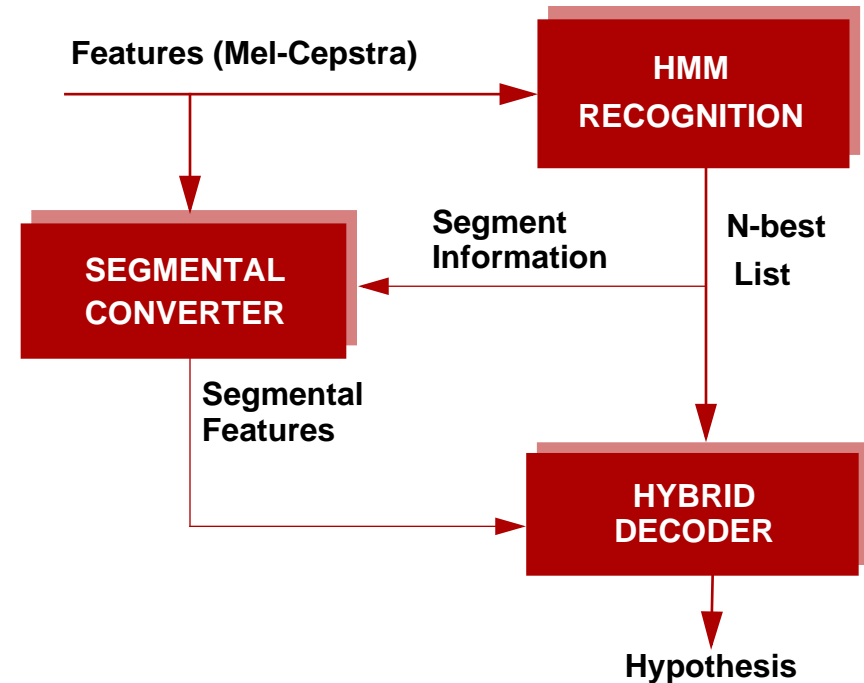 Features (Mel-Cepstra)
HMM
RECOGNITION
Segment
Information
N-best
List
SEGMENTAL
CONVERTER
Segmental
Features
HYBRID
DECODER
Hypothesis